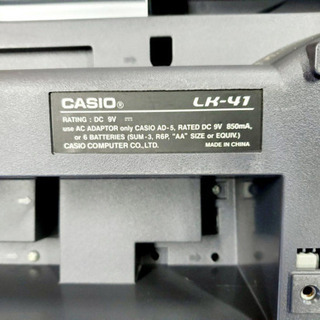 CASIO® LK-41
RATING : DC 9V ⎓
use AC ADAPTOR only CASIO AD-5, RATED DC 9V 850mA,
or 6 BATTERIES (SUM-3, R6P, "AA" SIZE or EQUIV.)
CASIO COMPUTER CO.,LTD. MADE IN CHINA